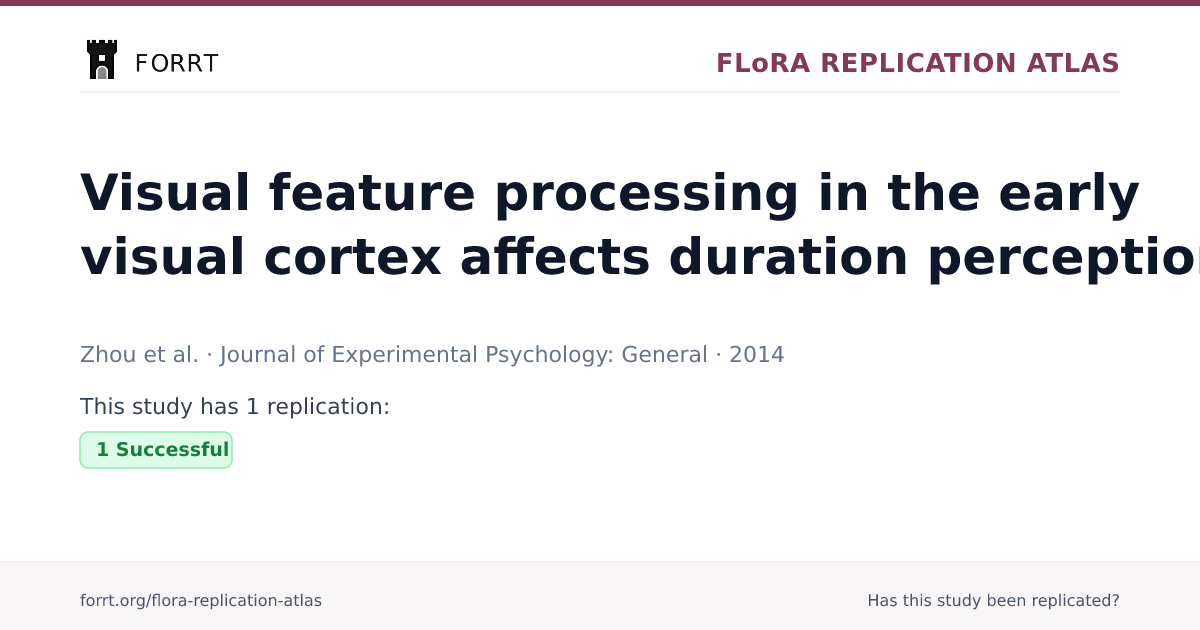 FORRT
FLoRA REPLICATION ATLAS
Visual feature processing in the early
visual cortex affects duration perceptio
Zhou et al. · Journal of Experimental Psychology: General · 2014
This study has 1 replication:
1 Successful
forrt.org/flora-replication-atlas
Has this study been replicated?